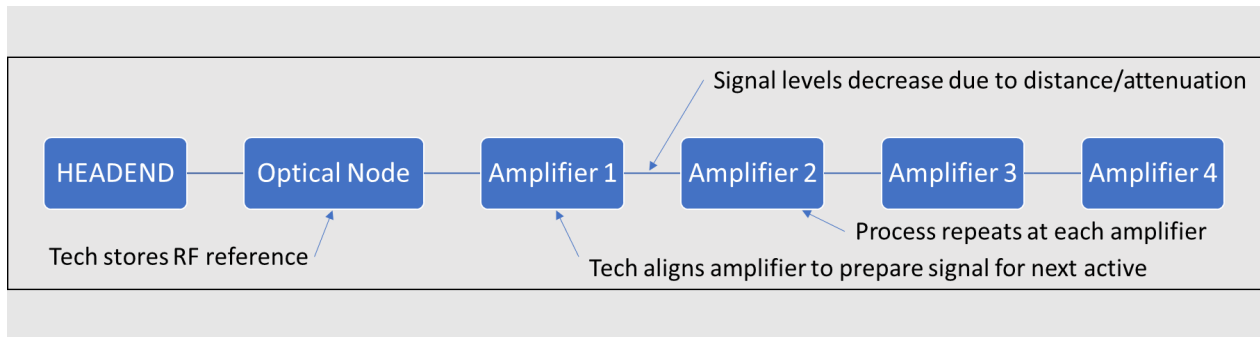 Signal levels decrease due to distance/attenuation
HEADEND
Optical Node
Amplifier 1
Amplifier 2
Amplifier 3
Amplifier 4
Tech stores RF reference
Process repeats at each amplifier
Tech aligns amplifier to prepare signal for next active